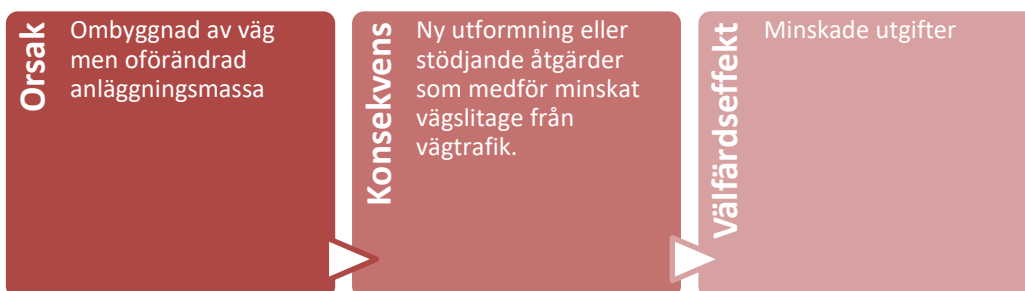 Orsak
Ombyggnad av väg
men oförändrad
anläggningsmassa
Konsekvens
Ny utformning eller
stödjande åtgärder
som medför minskat
vägslitage från
vägtrafik.
Välfärdseffekt
Minskade utgifter